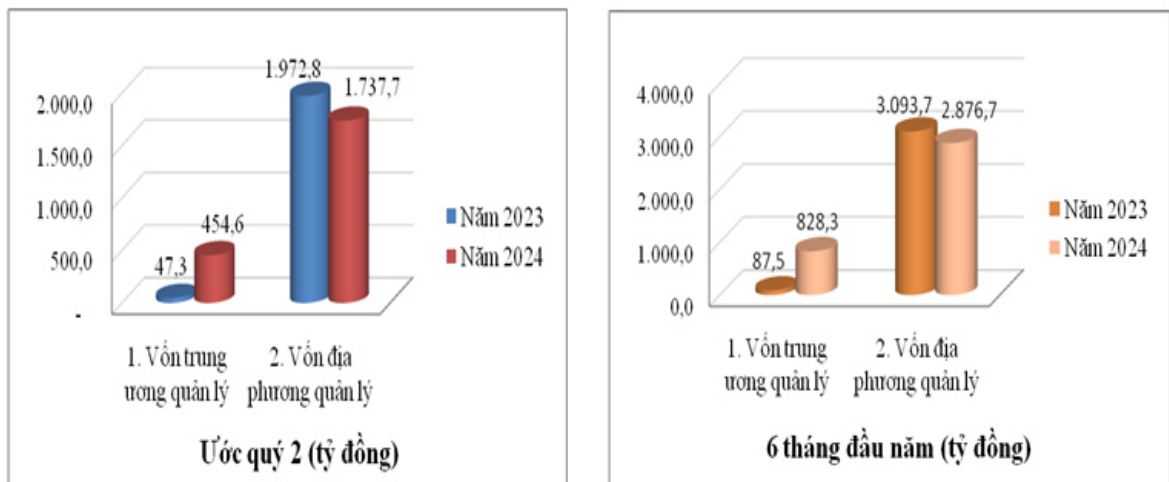 1.972,8
1.737,7
2.000,0
1.500,0
1.000,0
500,0
-
454,6
47,3
Năm 2023
Năm 2024
1. Vốn trung
ương quản lý
2. Vốn địa
phương quản lý
Ước quý 2 (tỷ đồng)
4.000,0
3.000,0
2.000,0
1.000,0
0,0
3.093,7
2.876,7
828,3
87,5
Năm 2023
Năm 2024
1. Vốn trung
ương quản lý
2. Vốn địa
phương quản lý
6 tháng đầu năm (tỷ đồng)